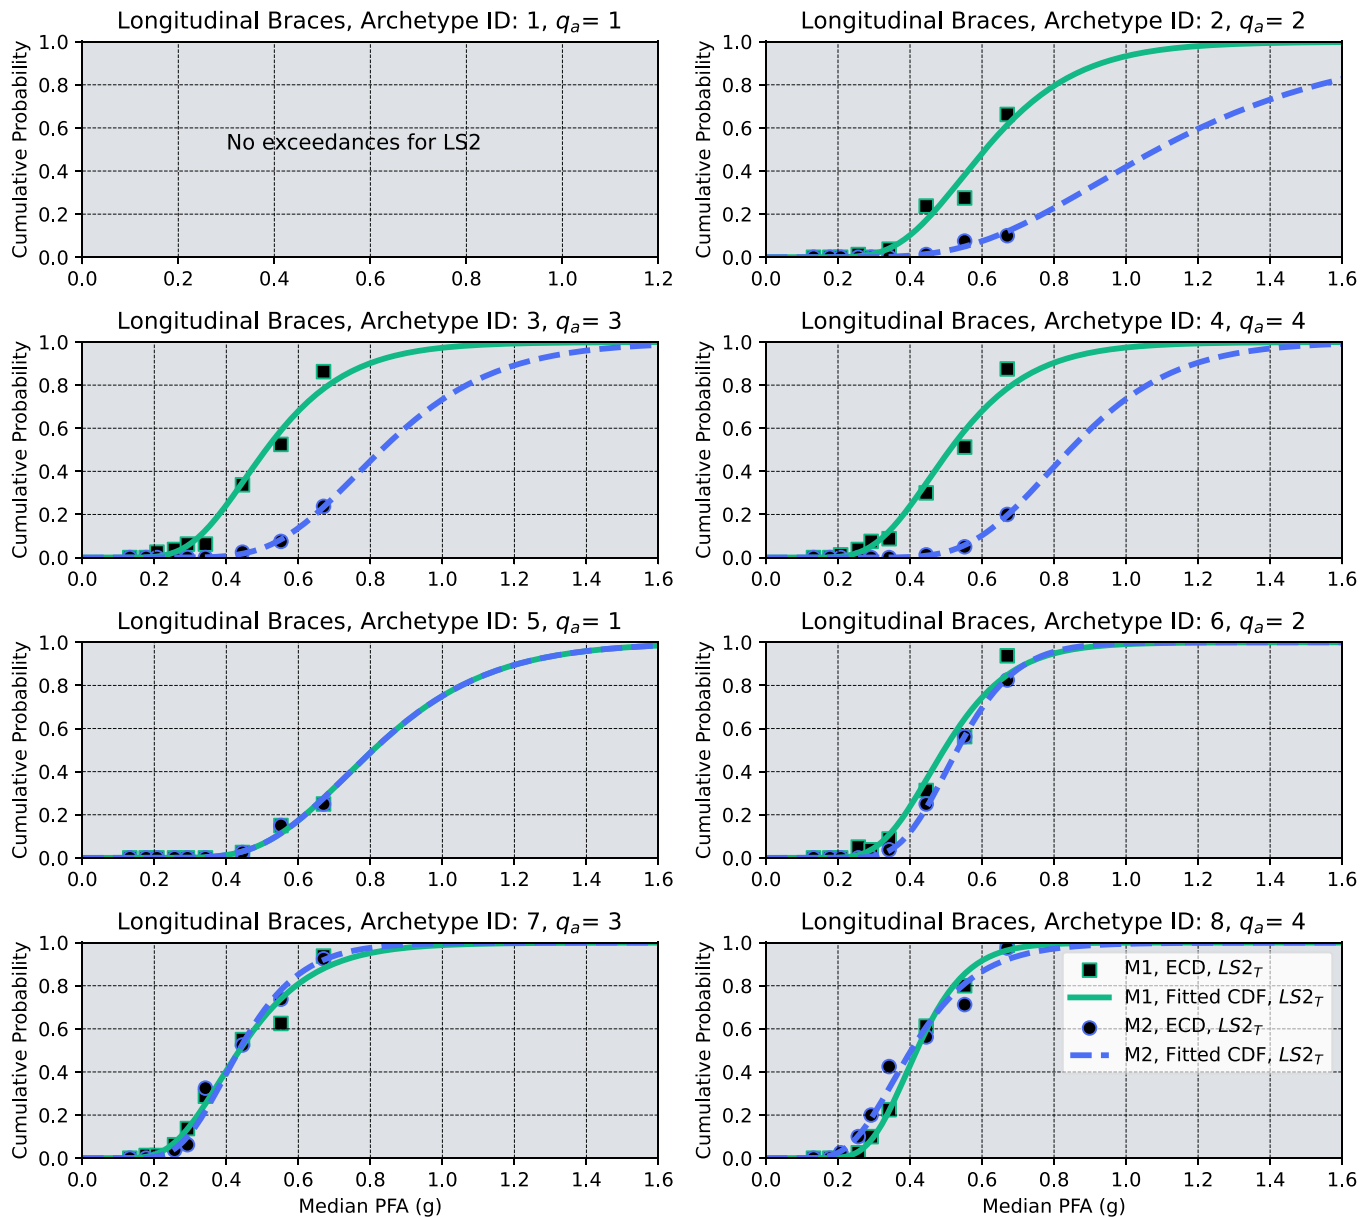 Longitudinal Braces, Archetype ID: 1, qₐ= 1
Cumulative Probability
1.0
0.8
0.6
0.4
0.2
0.0
No exceedances for LS2
0.0 0.2 0.4 0.6 0.8 1.0 1.2
Longitudinal Braces, Archetype ID: 2, qₐ= 2
Cumulative Probability
1.0
0.8
0.6
0.4
0.2
0.0
0.0 0.2 0.4 0.6 0.8 1.0 1.2 1.4 1.6
Longitudinal Braces, Archetype ID: 3, qₐ= 3
Cumulative Probability
1.0
0.8
0.6
0.4
0.2
0.0
0.0 0.2 0.4 0.6 0.8 1.0 1.2 1.4 1.6
Longitudinal Braces, Archetype ID: 4, qₐ= 4
Cumulative Probability
1.0
0.8
0.6
0.4
0.2
0.0
0.0 0.2 0.4 0.6 0.8 1.0 1.2 1.4 1.6
Longitudinal Braces, Archetype ID: 5, qₐ= 1
Cumulative Probability
1.0
0.8
0.6
0.4
0.2
0.0
0.0 0.2 0.4 0.6 0.8 1.0 1.2 1.4 1.6
Longitudinal Braces, Archetype ID: 6, qₐ= 2
Cumulative Probability
1.0
0.8
0.6
0.4
0.2
0.0
0.0 0.2 0.4 0.6 0.8 1.0 1.2 1.4 1.6
Longitudinal Braces, Archetype ID: 7, qₐ= 3
Cumulative Probability
1.0
0.8
0.6
0.4
0.2
0.0
0.0 0.2 0.4 0.6 0.8 1.0 1.2 1.4 1.6
Median PFA (g)
Longitudinal Braces, Archetype ID: 8, qₐ= 4
Cumulative Probability
1.0
0.8
0.6
0.4
0.2
0.0
M1, ECD, LS2_T
M1, Fitted CDF, LS2_T
M2, ECD, LS2_T
M2, Fitted CDF, LS2_T
0.0 0.2 0.4 0.6 0.8 1.0 1.2 1.4 1.6
Median PFA (g)